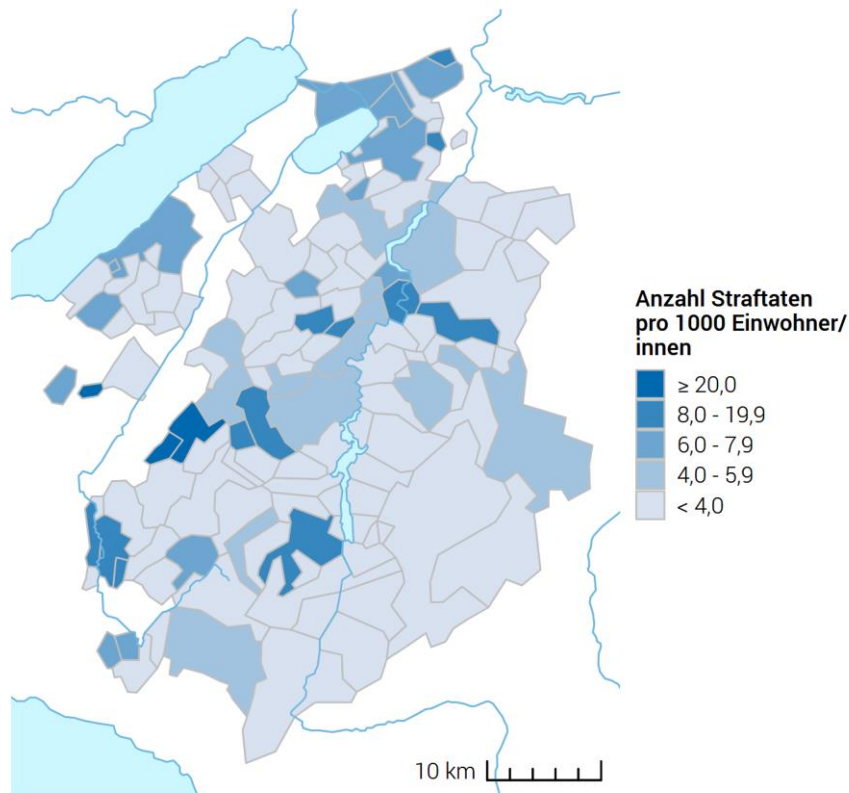 Anzahl Straftaten
pro 1000 Einwohner/
innen
≥ 20,0
8,0 - 19,9
6,0 - 7,9
4,0 - 5,9
< 4,0
10 km